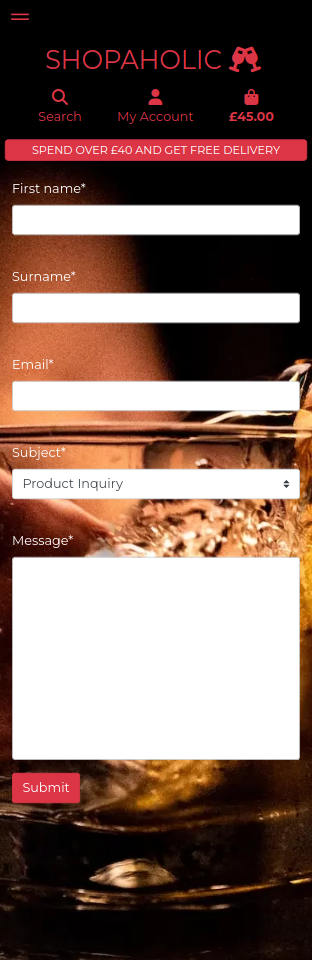 SHOPAHOLIC
Search
My Account
£45.00
SPEND OVER £40 AND GET FREE DELIVERY
First name*
Surname*
Email*
Subject*
Product Inquiry
Message*
Submit